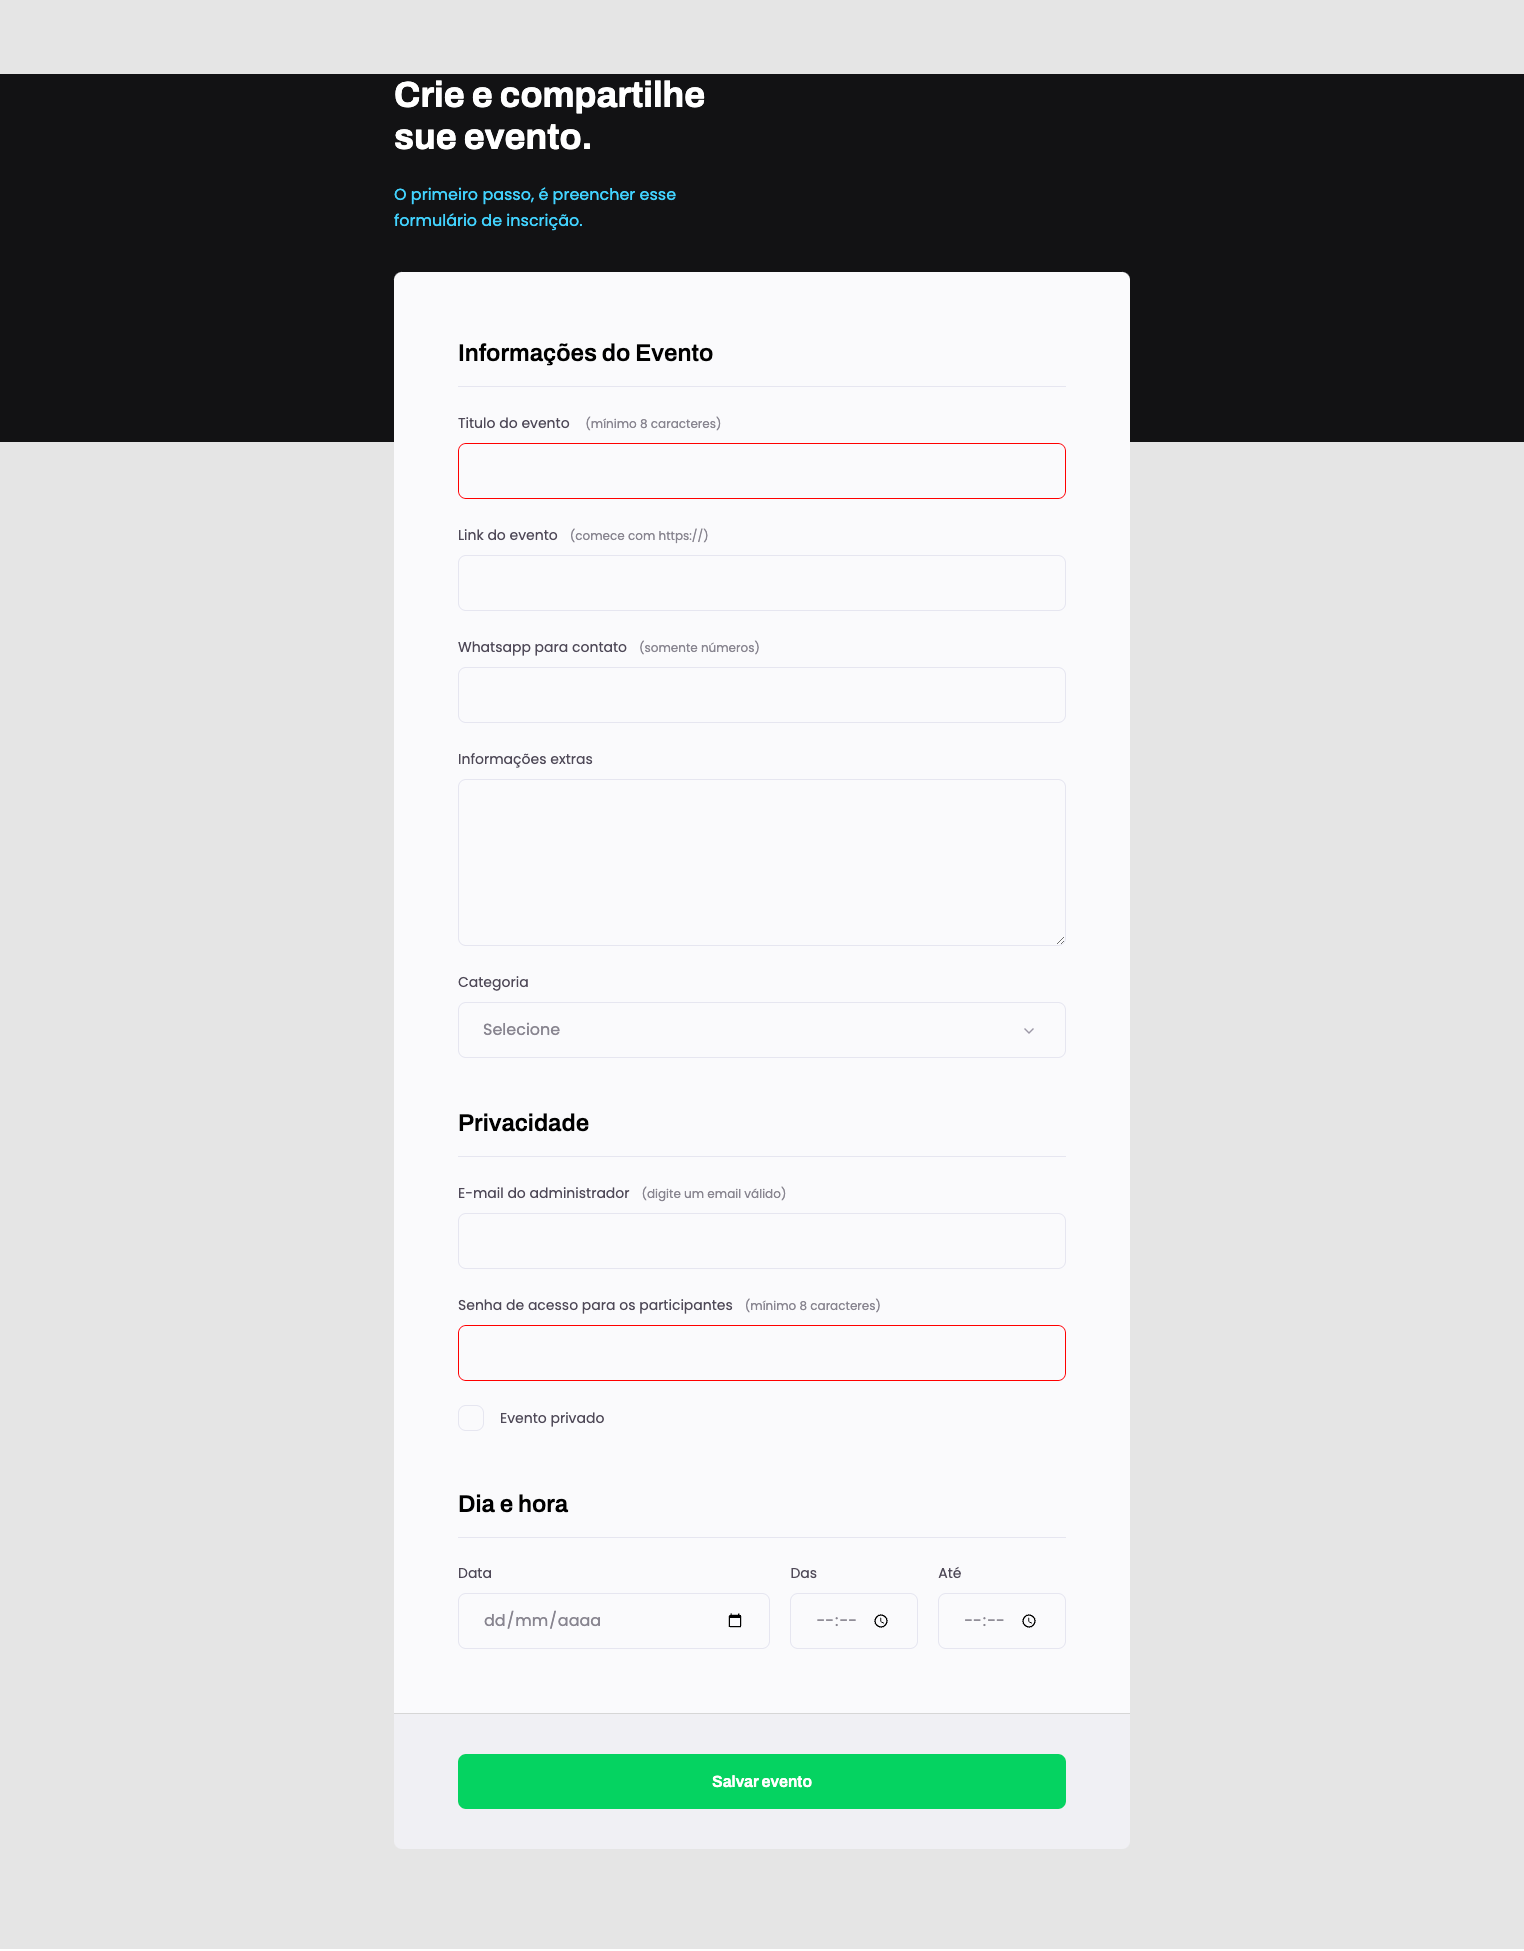 Crie e compartilhe
sue evento.
O primeiro passo, é preencher esse
formulário de inscrição.
Informações do Evento
Titulo do evento (mínimo 8 caracteres)
Link do evento (comece com https://)
Whatsapp para contato (somente números)
Informações extras
Categoria
Selecione
Privacidade
E-mail do administrador (digite um email válido)
Senha de acesso para os participantes (mínimo 8 caracteres)
Evento privado
Dia e hora
Data Das Até
dd/mm/aaaa --:-- --:--
Salvar evento